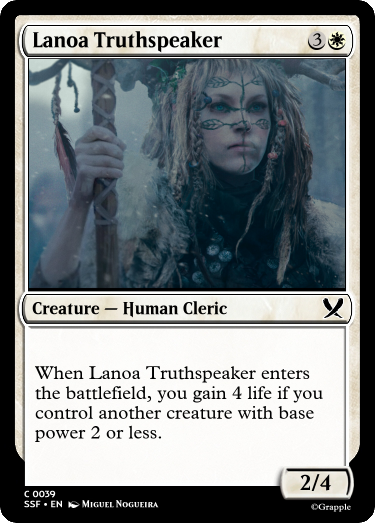 Lanoa Truthspeaker 3
Creature — Human Cleric
When Lanoa Truthspeaker enters
the battlefield, you gain 4 life if you
control another creature with base
power 2 or less.
2/4
C 0039
SSF • EN Miguel Nogueira
©Grapple